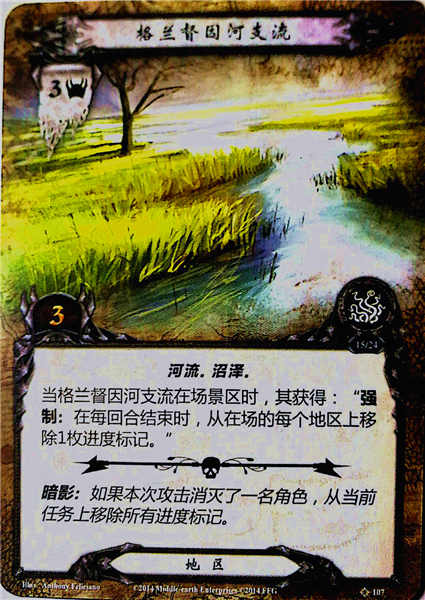 格兰督因河支流
3
3
15/24
河流. 沼泽.
当格兰督因河支流在场景区时，其获得：“强
制：在每回合结束时，从在场的每个地区上移
除1枚进度标记。”
暗影：如果本次攻击消灭了一名角色，从当前
任务上移除所有进度标记。
地区
Illus. Anthony Feliciano
©2014 Middle-earth Enterprises ©2014 FFG
107